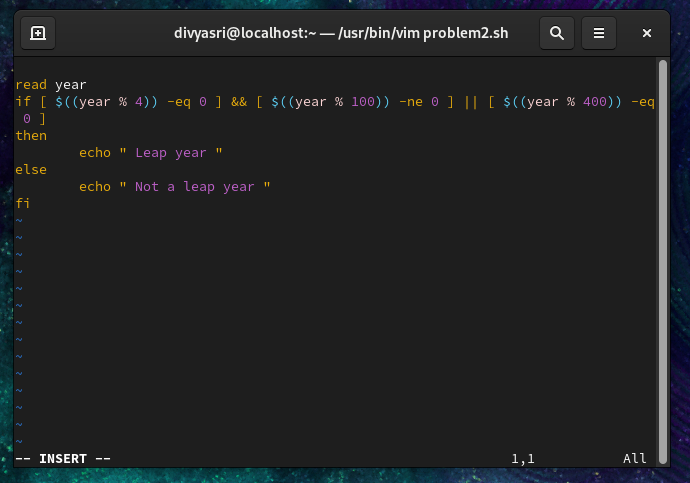 divyasri@localhost:~ — /usr/bin/vim problem2.sh
read year
if [ $((year % 4)) -eq 0 ] && [ $((year % 100)) -ne 0 ] || [ $((year % 400)) -eq
 0 ]
then
        echo " Leap year "
else
        echo " Not a leap year "
fi
~
~
~
~
~
~
~
~
~
~
~
~
~
~
-- INSERT --                                                  1,1           All